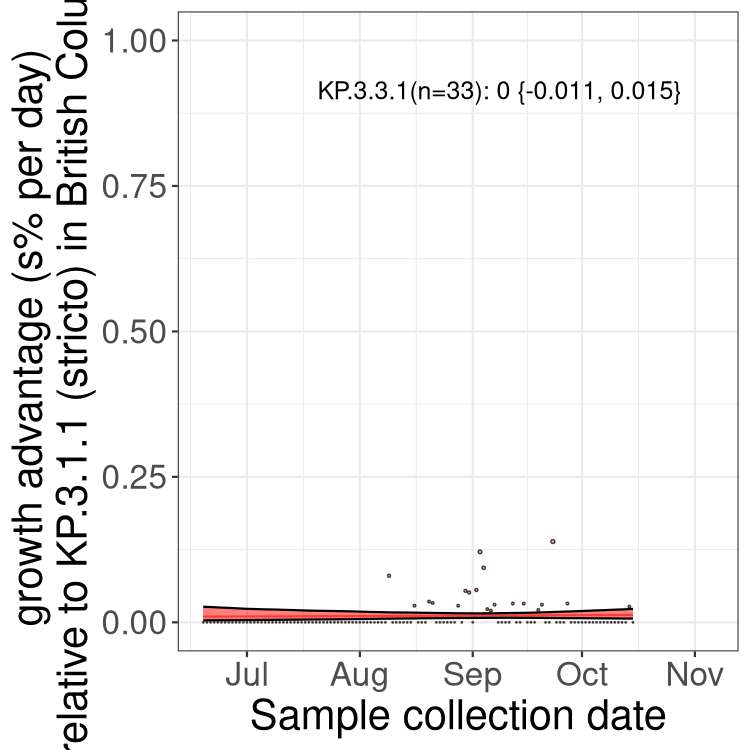 growth advantage (s% per day)
relative to KP.3.1.1 (stricto) in British Colu
1.00
0.75
0.50
0.25
0.00
KP.3.3.1(n=33): 0 {-0.011, 0.015}
Jul Aug Sep Oct Nov
Sample collection date